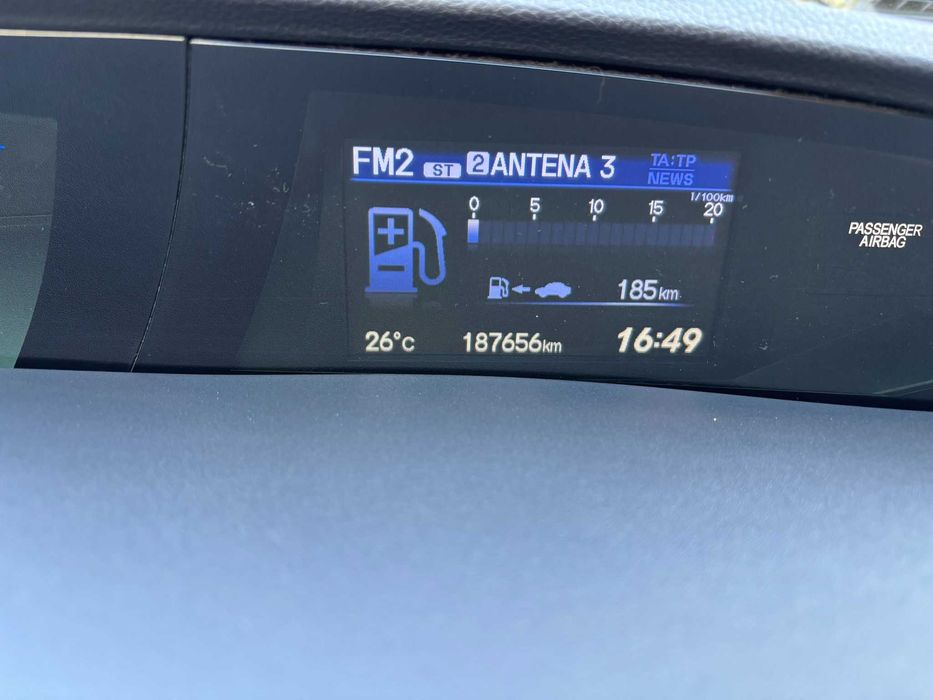 FM2 ST 2 ANTENA 3 TA:TP
NEWS
l/100km
0 5 10 15 20
185km
26°C 187656km 16:49
PASSENGER
AIRBAG